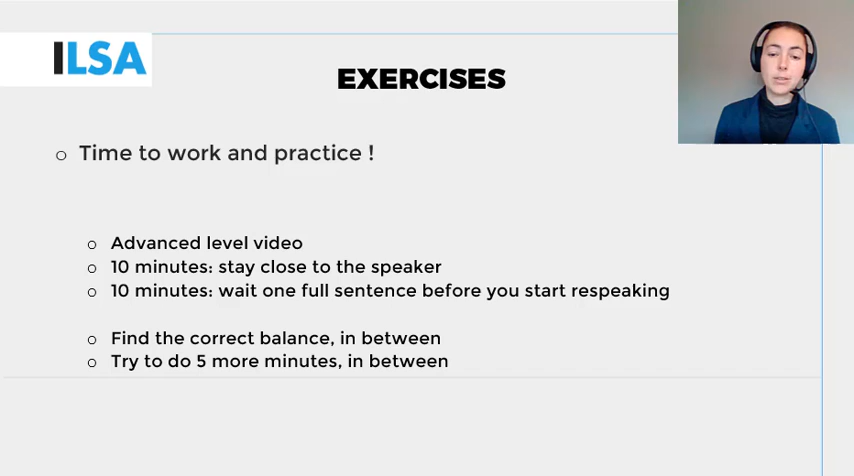 ILSA
EXERCISES
Time to work and practice !
Advanced level video
10 minutes: stay close to the speaker
10 minutes: wait one full sentence before you start respeaking
Find the correct balance, in between
Try to do 5 more minutes, in between